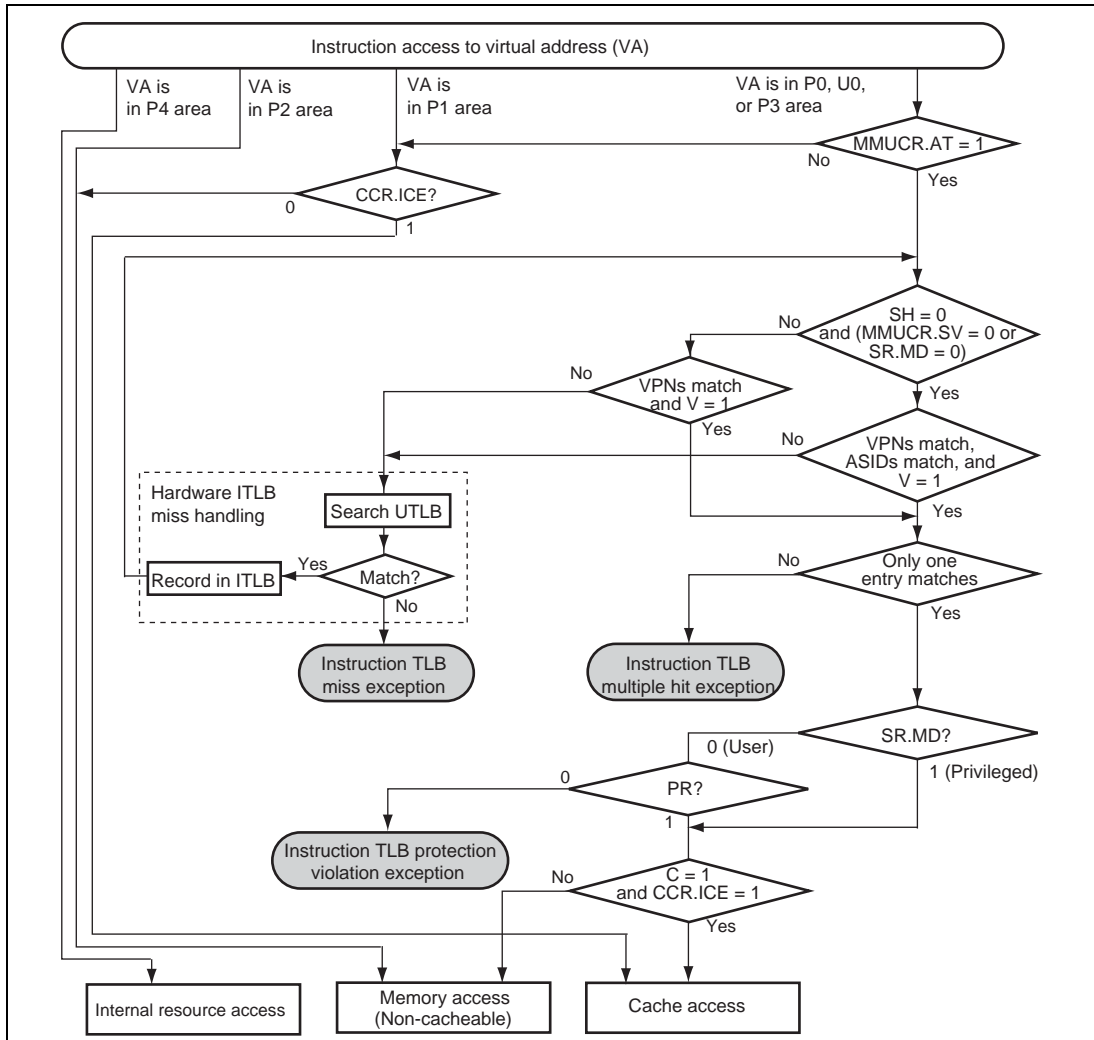 Instruction access to virtual address (VA)
VA is
in P4 area
VA is
in P2 area
VA is
in P1 area
VA is in P0, U0,
or P3 area
MMUCR.AT = 1
No
Yes
CCR.ICE?
0
1
SH = 0
and (MMUCR.SV = 0 or
SR.MD = 0)
No
Yes
VPNs match
and V = 1
No
Yes
VPNs match,
ASIDs match, and
V = 1
No
Yes
Hardware ITLB
miss handling
Search UTLB
Match?
Yes
No
Record in ITLB
Only one
entry matches
No
Yes
Instruction TLB
miss exception
Instruction TLB
multiple hit exception
SR.MD?
0 (User)
1 (Privileged)
PR?
0
1
Instruction TLB protection
violation exception
C = 1
and CCR.ICE = 1
No
Yes
Internal resource access
Memory access
(Non-cacheable)
Cache access